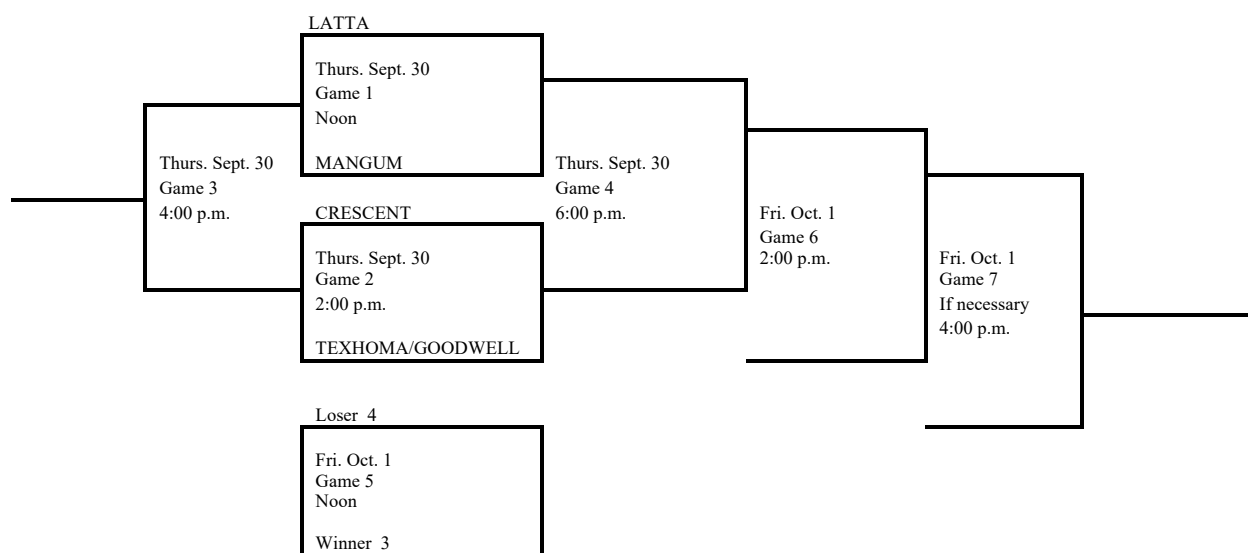 LATTA
Thurs. Sept. 30
Game 1
Noon
MANGUM
Thurs. Sept. 30
Game 3
4:00 p.m.
CRESCENT
Thurs. Sept. 30
Game 2
2:00 p.m.
TEXHOMA/GOODWELL
Thurs. Sept. 30
Game 4
6:00 p.m.
Fri. Oct. 1
Game 6
2:00 p.m.
Fri. Oct. 1
Game 7
If necessary
4:00 p.m.
Loser  4
Fri. Oct. 1
Game 5
Noon
Winner  3